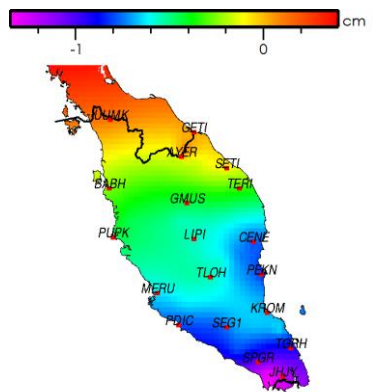 cm
-1 0
UUMK
GETI
AYER
SETI
BABH
TERI
GMUS
PUPK
LIPI
CENE
TLOH
PEKN
MERU
KROM
PDIC
SEG1
TGRH
SPGR
JHJY